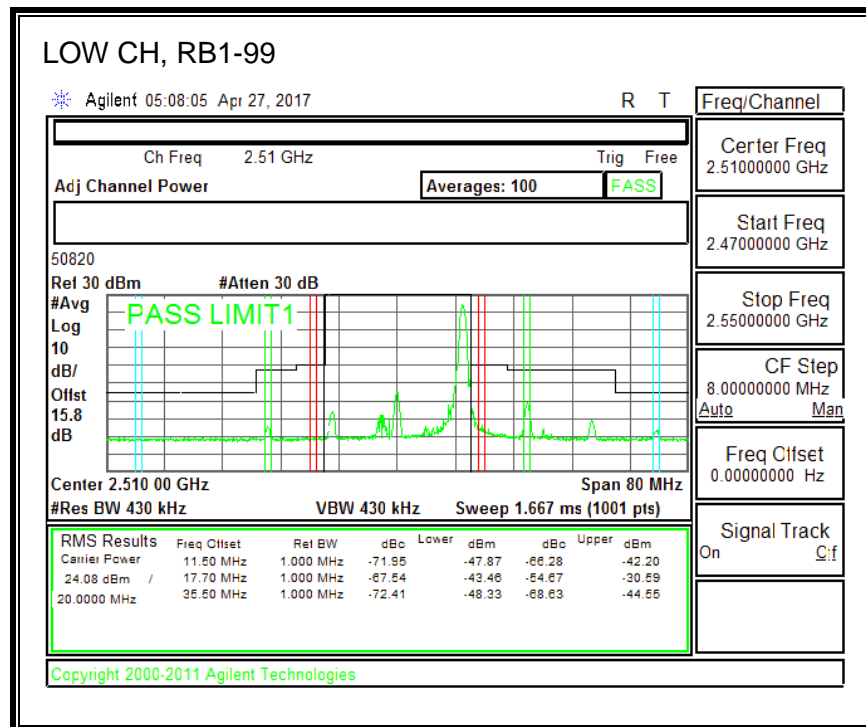 LOW CH, RB1-99
Agilent 05:08:05 Apr 27, 2017 R T
Freq/Channel
Ch Freq 2.51 GHz Trig Free
Adj Channel Power Averages: 100 PASS
Center Freq
2.51000000 GHz
Start Freq
2.47000000 GHz
Stop Freq
2.55000000 GHz
CF Step
8.00000000 MHz
Auto Man
Freq Offset
0.00000000 Hz
Signal Track
On Off
50820
Ref 30 dBm #Atten 30 dB
#Avg
Log
10
dB/
Offst
15.8
dB
PASS LIMIT1
Center 2.510 00 GHz Span 80 MHz
#Res BW 430 kHz VBW 430 kHz Sweep 1.667 ms (1001 pts)
RMS Results Freq Offset Ref BW dBc Lower dBm dBc Upper dBm
Carrier Power 11.50 MHz 1.000 MHz -71.95 -47.87 -66.28 -42.20
24.08 dBm / 17.70 MHz 1.000 MHz -67.54 -43.46 -54.67 -30.59
20.0000 MHz 35.50 MHz 1.000 MHz -72.41 -48.33 -68.63 -44.55
Copyright 2000-2011 Agilent Technologies